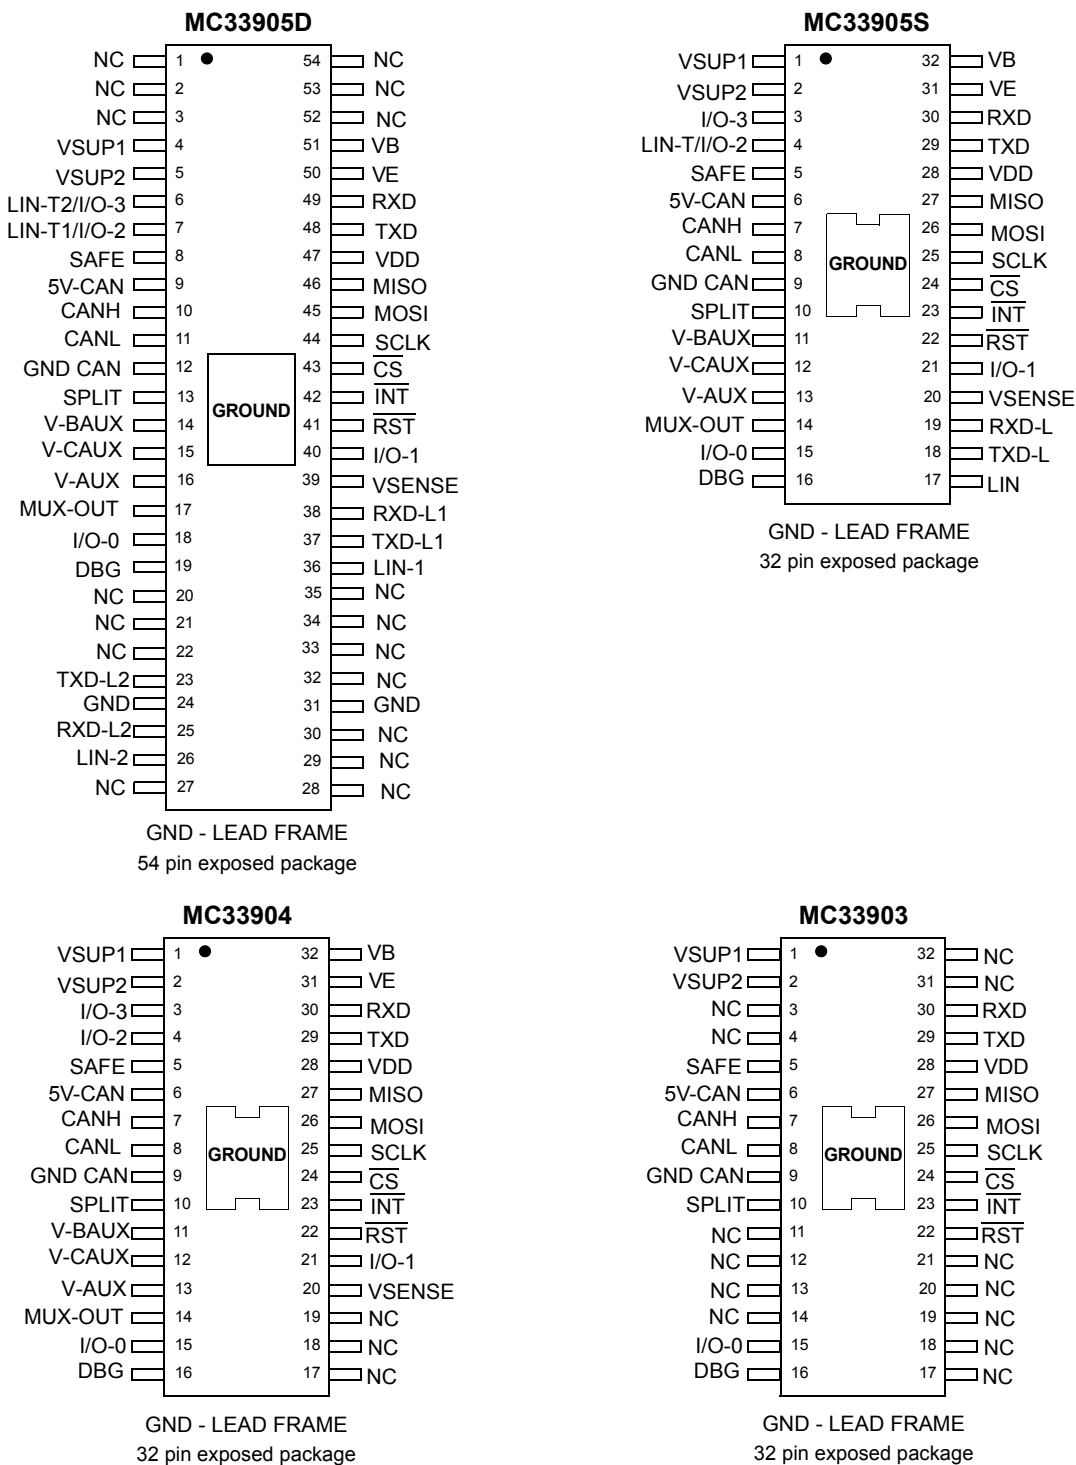 MC33905D
NC 1 54 NC
NC 2 53 NC
NC 3 52 NC
VSUP1 4 51 VB
VSUP2 5 50 VE
LIN-T2/I/O-3 6 49 RXD
LIN-T1/I/O-2 7 48 TXD
SAFE 8 47 VDD
5V-CAN 9 46 MISO
CANH 10 45 MOSI
CANL 11 44 SCLK
GND CAN 12 43 C̅S̅
SPLIT 13 42 I̅N̅T̅
V-BAUX 14 41 R̅S̅T̅
V-CAUX 15 40 I/O-1
V-AUX 16 39 VSENSE
MUX-OUT 17 38 RXD-L1
I/O-0 18 37 TXD-L1
DBG 19 36 LIN-1
NC 20 35 NC
NC 21 34 NC
NC 22 33 NC
TXD-L2 23 32 NC
GND 24 31 GND
RXD-L2 25 30 NC
LIN-2 26 29 NC
NC 27 28 NC
GROUND
GND - LEAD FRAME
54 pin exposed package
MC33905S
VSUP1 1 32 VB
VSUP2 2 31 VE
I/O-3 3 30 RXD
LIN-T/I/O-2 4 29 TXD
SAFE 5 28 VDD
5V-CAN 6 27 MISO
CANH 7 26 MOSI
CANL 8 25 SCLK
GND CAN 9 24 C̅S̅
SPLIT 10 23 I̅N̅T̅
V-BAUX 11 22 R̅S̅T̅
V-CAUX 12 21 I/O-1
V-AUX 13 20 VSENSE
MUX-OUT 14 19 RXD-L
I/O-0 15 18 TXD-L
DBG 16 17 LIN
GROUND
GND - LEAD FRAME
32 pin exposed package
MC33904
VSUP1 1 32 VB
VSUP2 2 31 VE
I/O-3 3 30 RXD
I/O-2 4 29 TXD
SAFE 5 28 VDD
5V-CAN 6 27 MISO
CANH 7 26 MOSI
CANL 8 25 SCLK
GND CAN 9 24 C̅S̅
SPLIT 10 23 I̅N̅T̅
V-BAUX 11 22 R̅S̅T̅
V-CAUX 12 21 I/O-1
V-AUX 13 20 VSENSE
MUX-OUT 14 19 NC
I/O-0 15 18 NC
DBG 16 17 NC
GROUND
GND - LEAD FRAME
32 pin exposed package
MC33903
VSUP1 1 32 NC
VSUP2 2 31 NC
NC 3 30 RXD
NC 4 29 TXD
SAFE 5 28 VDD
5V-CAN 6 27 MISO
CANH 7 26 MOSI
CANL 8 25 SCLK
GND CAN 9 24 C̅S̅
SPLIT 10 23 I̅N̅T̅
NC 11 22 R̅S̅T̅
NC 12 21 NC
NC 13 20 NC
NC 14 19 NC
I/O-0 15 18 NC
DBG 16 17 NC
GROUND
GND - LEAD FRAME
32 pin exposed package